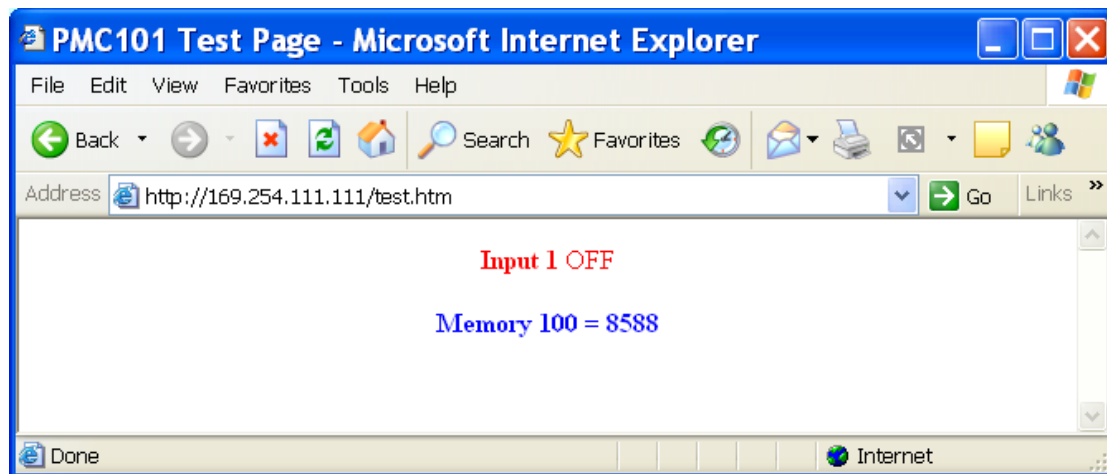 PMC101 Test Page - Microsoft Internet Explorer
File Edit View Favorites Tools Help
Back Search Favorites
Address http://169.254.111.111/test.htm Go Links »
Input 1 OFF
Memory 100 = 8588
Done Internet